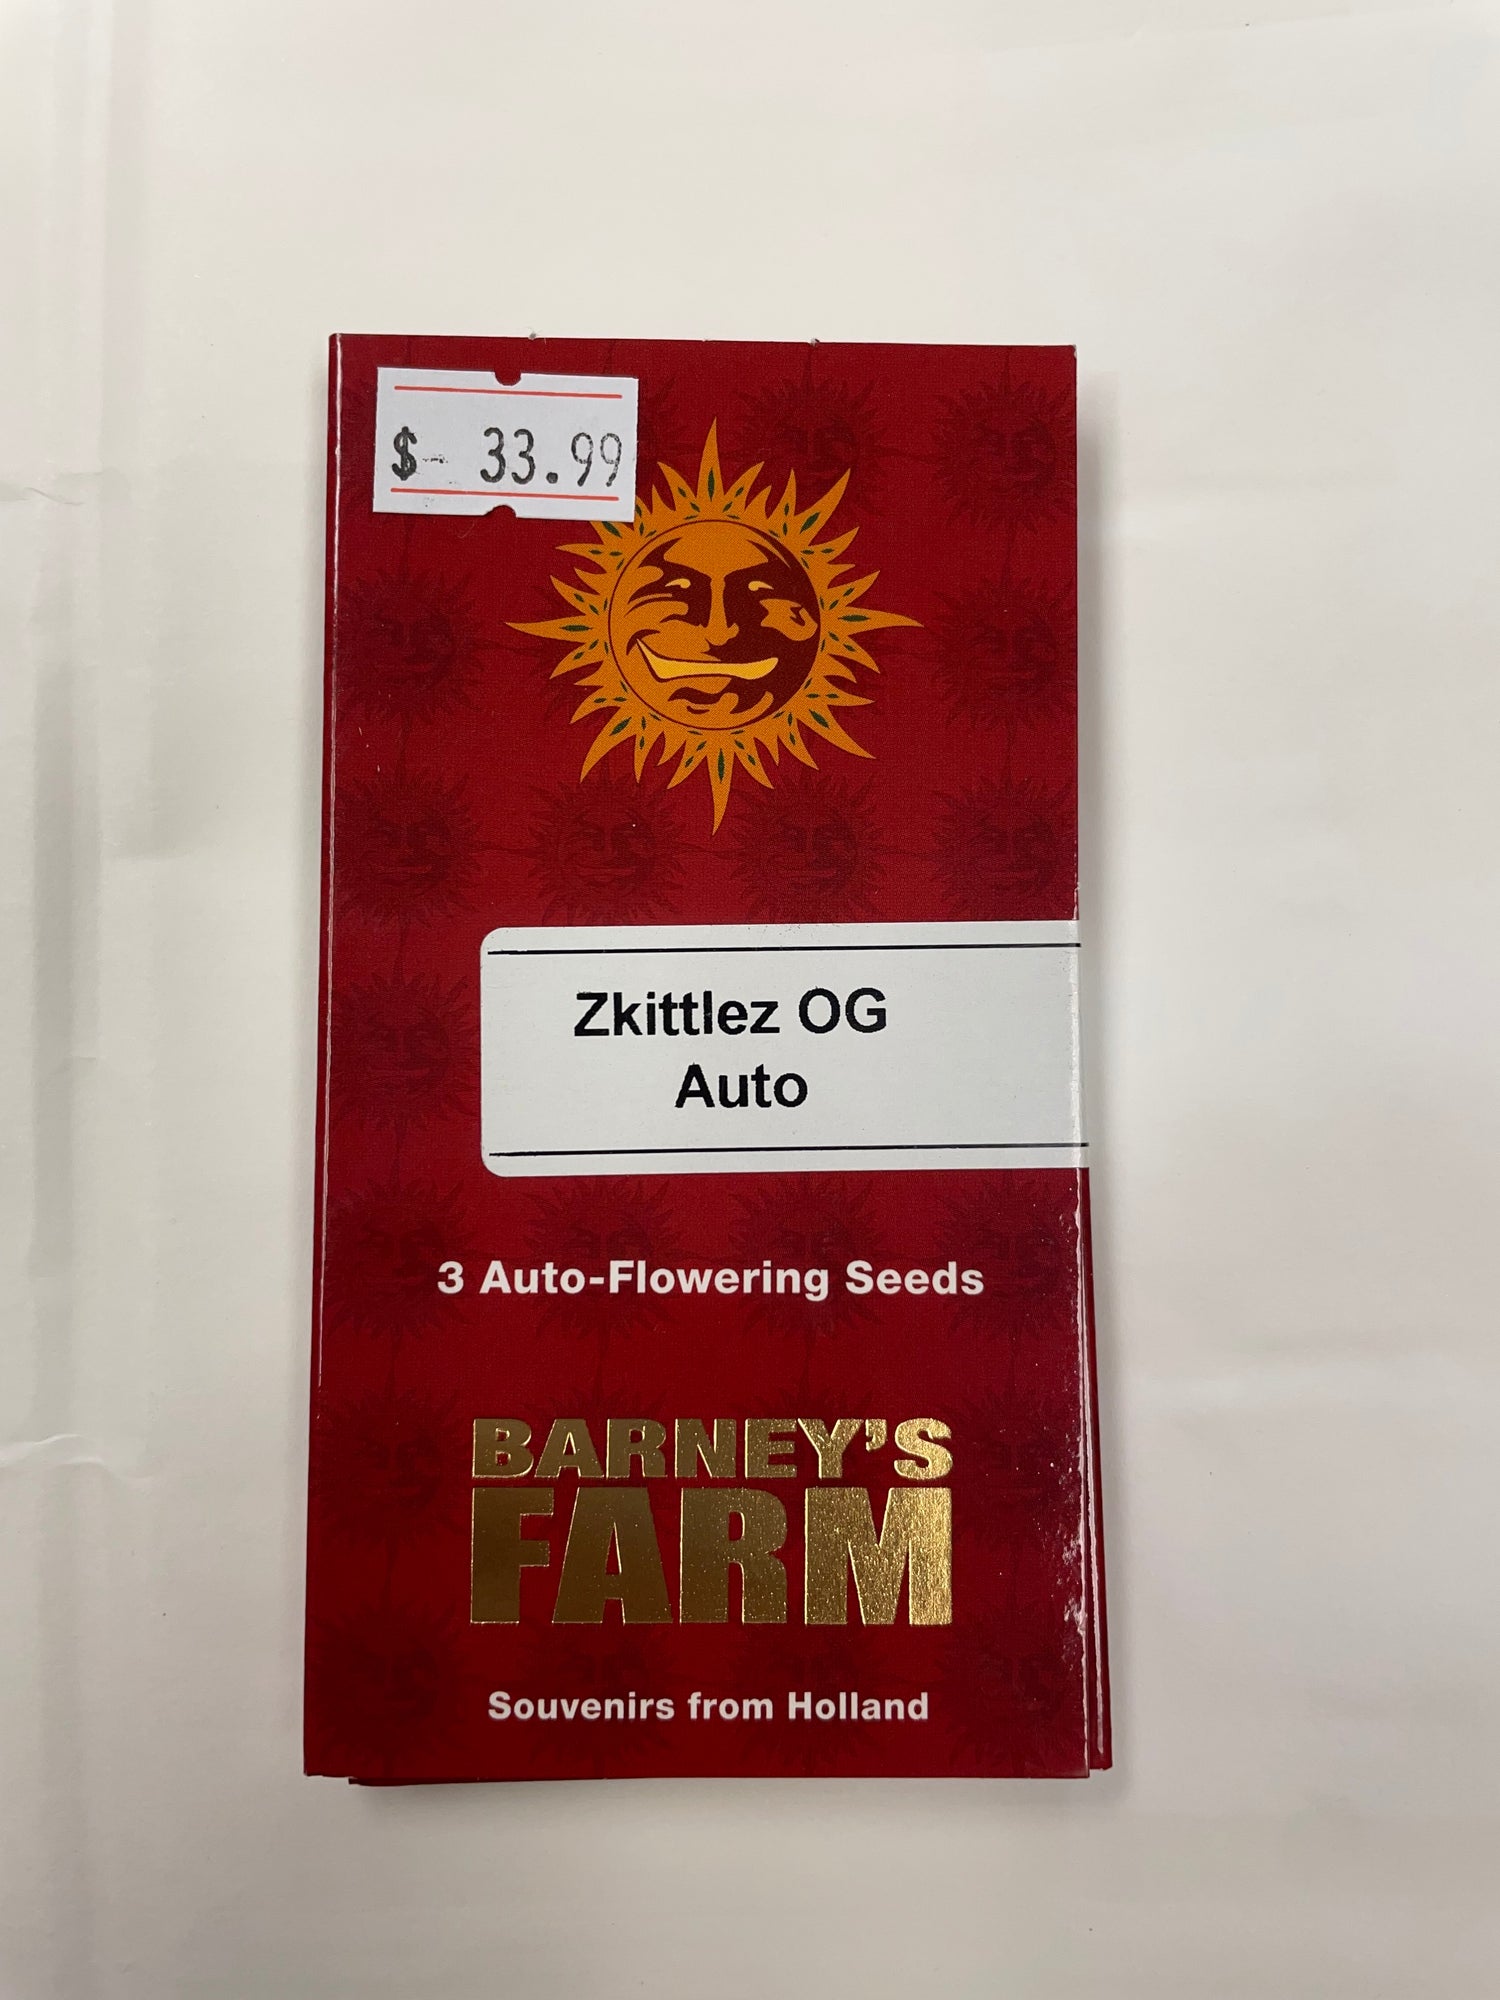 $ 33.99
Zkittlez OG
Auto
3 Auto-Flowering Seeds
BARNEY'S
FARM
Souvenirs from Holland